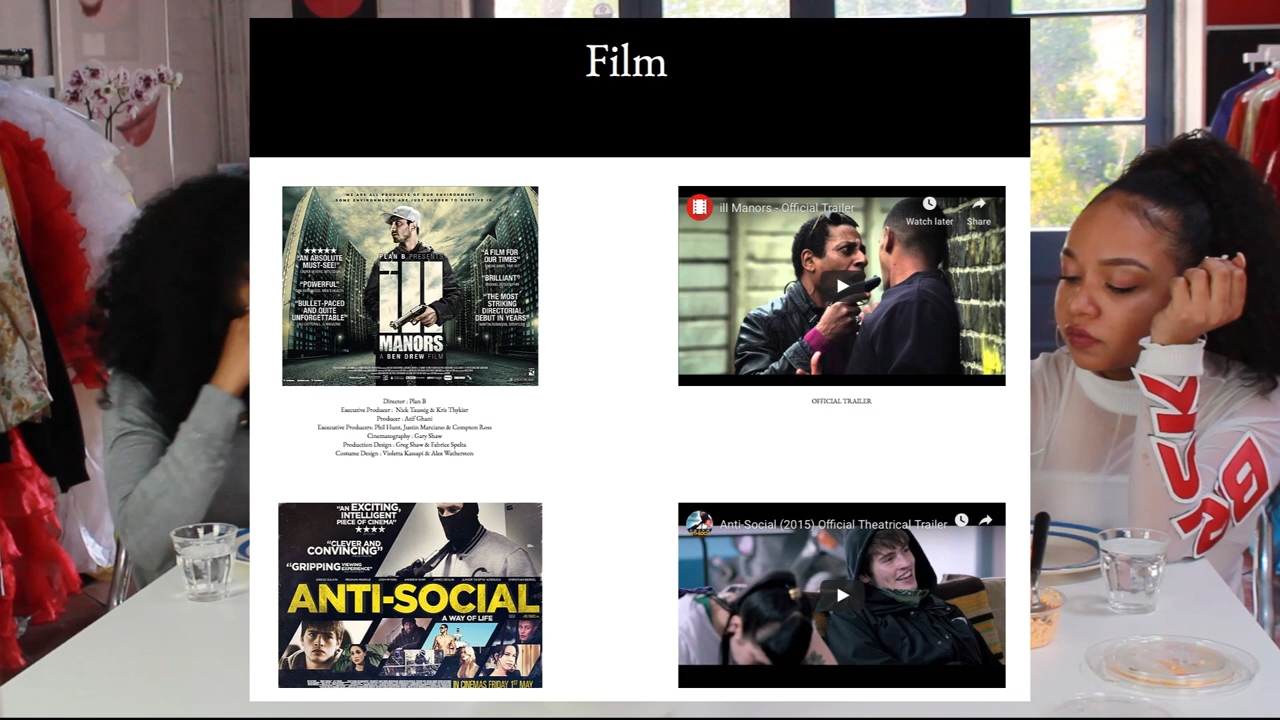 Film
WE ARE ALL PRODUCTS OF OUR ENVIRONMENT.
SOME ENVIRONMENTS ARE JUST HARDER TO SURVIVE IN.
PLAN B PRESENTS
★★★★★
"AN ABSOLUTE
MUST-SEE!"
"POWERFUL"
"BULLET-PACED
AND QUITE
UNFORGETTABLE"
"A FILM FOR
OUR TIMES"
"BRILLIANT"
"THE MOST
STRIKING
DIRECTORIAL
DEBUT IN YEARS"
ill
MANORS
A BEN DREW FILM
ill Manors - Official Trailer
Watch later
Share
Director : Plan B
Executive Producer : Nick Taussig & Kris Thykier
Producer : Atif Ghani
Exsecutive Producers: Phil Hunt, Justin Marciano & Compton Ross
Cinematography : Gary Shaw
Production Design : Greg Shaw & Fabrice Spelta
Costume Design : Violetta Kassapi & Alex Watherston
OFFICIAL TRAILER
"AN EXCITING,
INTELLIGENT
PIECE OF CINEMA"
★★★★
"CLEVER AND
CONVINCING"
"GRIPPING VIEWING
EXPERIENCE"
ANTI-SOCIAL
A WAY OF LIFE
IN CINEMAS FRIDAY 1ST MAY
Anti-Social (2015) Official Theatrical Trailer